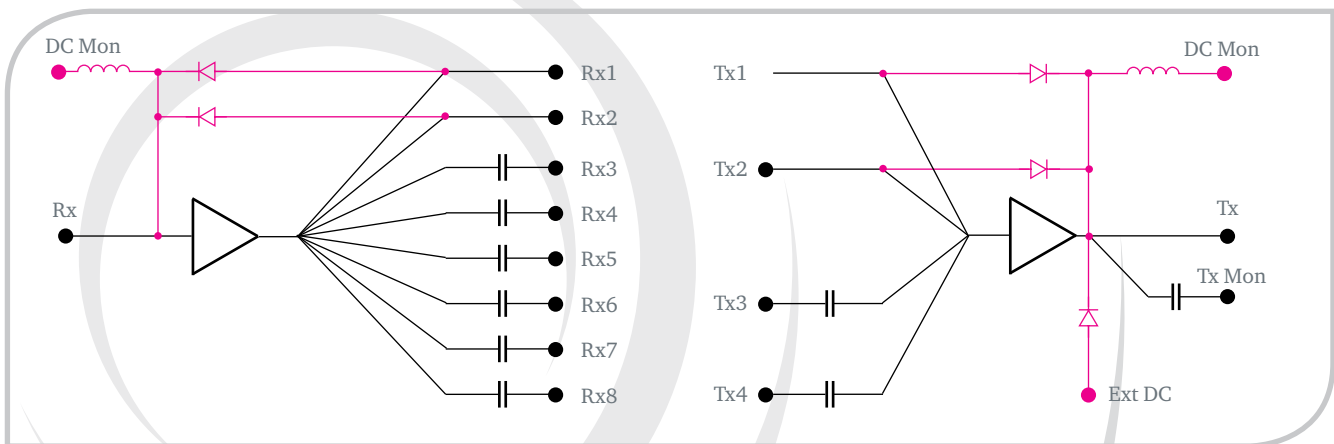 DC Mon
Rx
Rx1
Rx2
Rx3
Rx4
Rx5
Rx6
Rx7
Rx8
Tx1
Tx2
Tx3
Tx4
DC Mon
Tx
Tx Mon
Ext DC